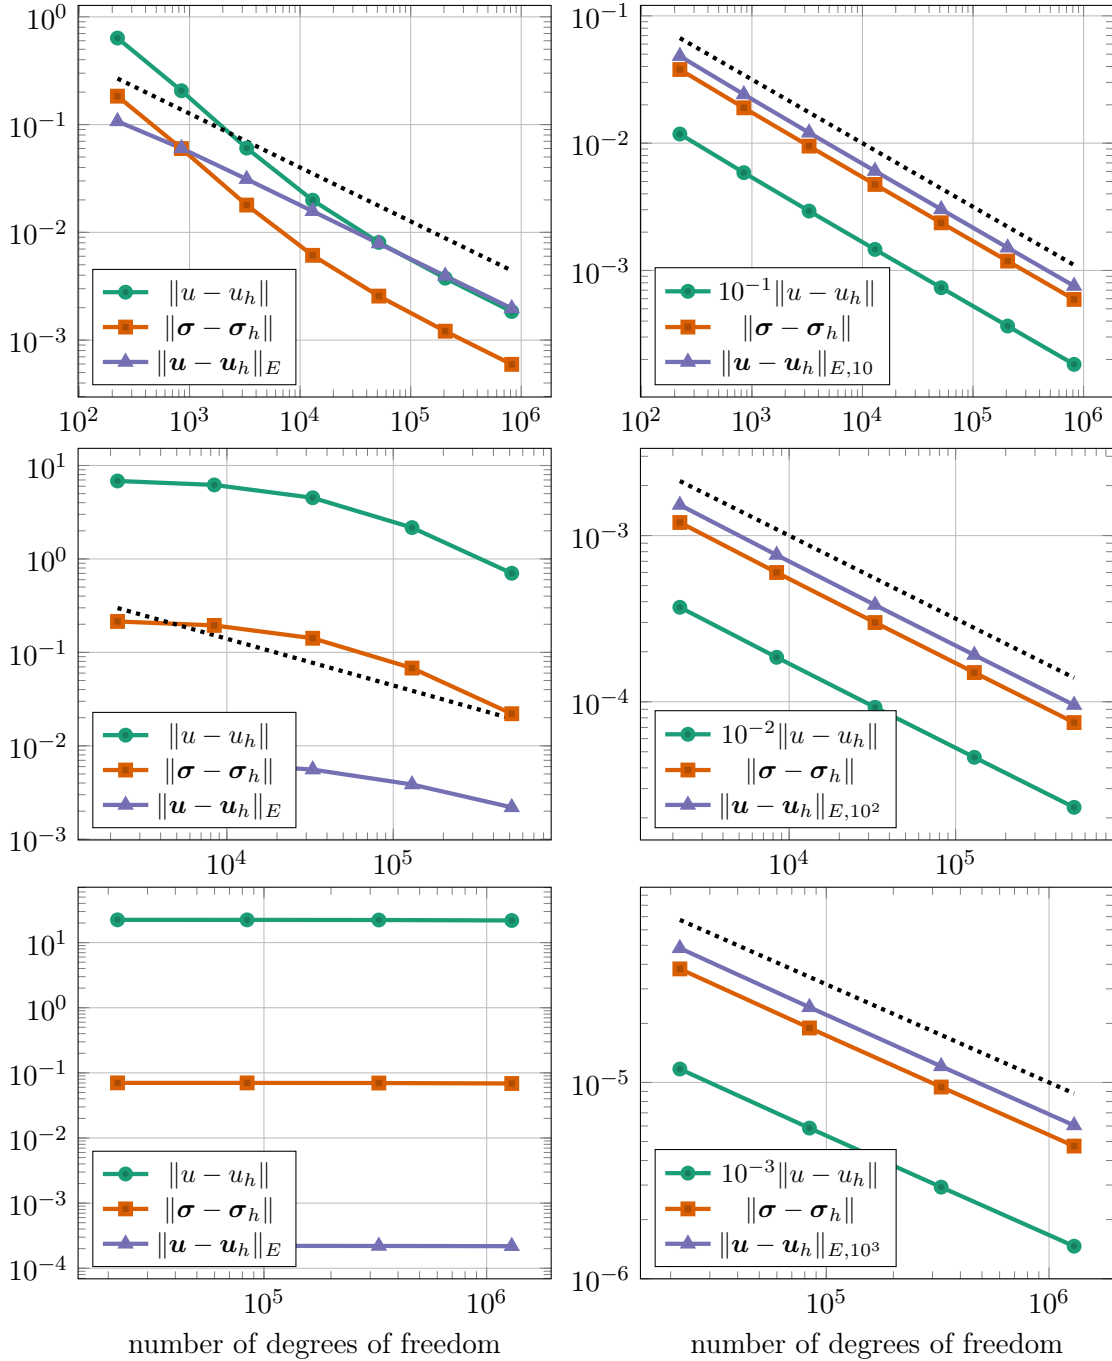 10^0
10^{-1}
10^{-2}
10^{-3}
‖u − u_h‖
‖σ − σ_h‖
‖u − u_h‖_E
10^2 10^3 10^4 10^5 10^6
10^{-1}
10^{-2}
10^{-3}
10^{-1}‖u − u_h‖
‖σ − σ_h‖
‖u − u_h‖_{E,10}
10^2 10^3 10^4 10^5 10^6
10^1
10^0
10^{-1}
10^{-2}
10^{-3}
‖u − u_h‖
‖σ − σ_h‖
‖u − u_h‖_E
10^4 10^5
10^{-3}
10^{-4}
10^{-2}‖u − u_h‖
‖σ − σ_h‖
‖u − u_h‖_{E,10^2}
10^4 10^5
10^1
10^0
10^{-1}
10^{-2}
10^{-3}
10^{-4}
‖u − u_h‖
‖σ − σ_h‖
‖u − u_h‖_E
10^5 10^6
number of degrees of freedom
10^{-5}
10^{-6}
10^{-3}‖u − u_h‖
‖σ − σ_h‖
‖u − u_h‖_{E,10^3}
10^5 10^6
number of degrees of freedom